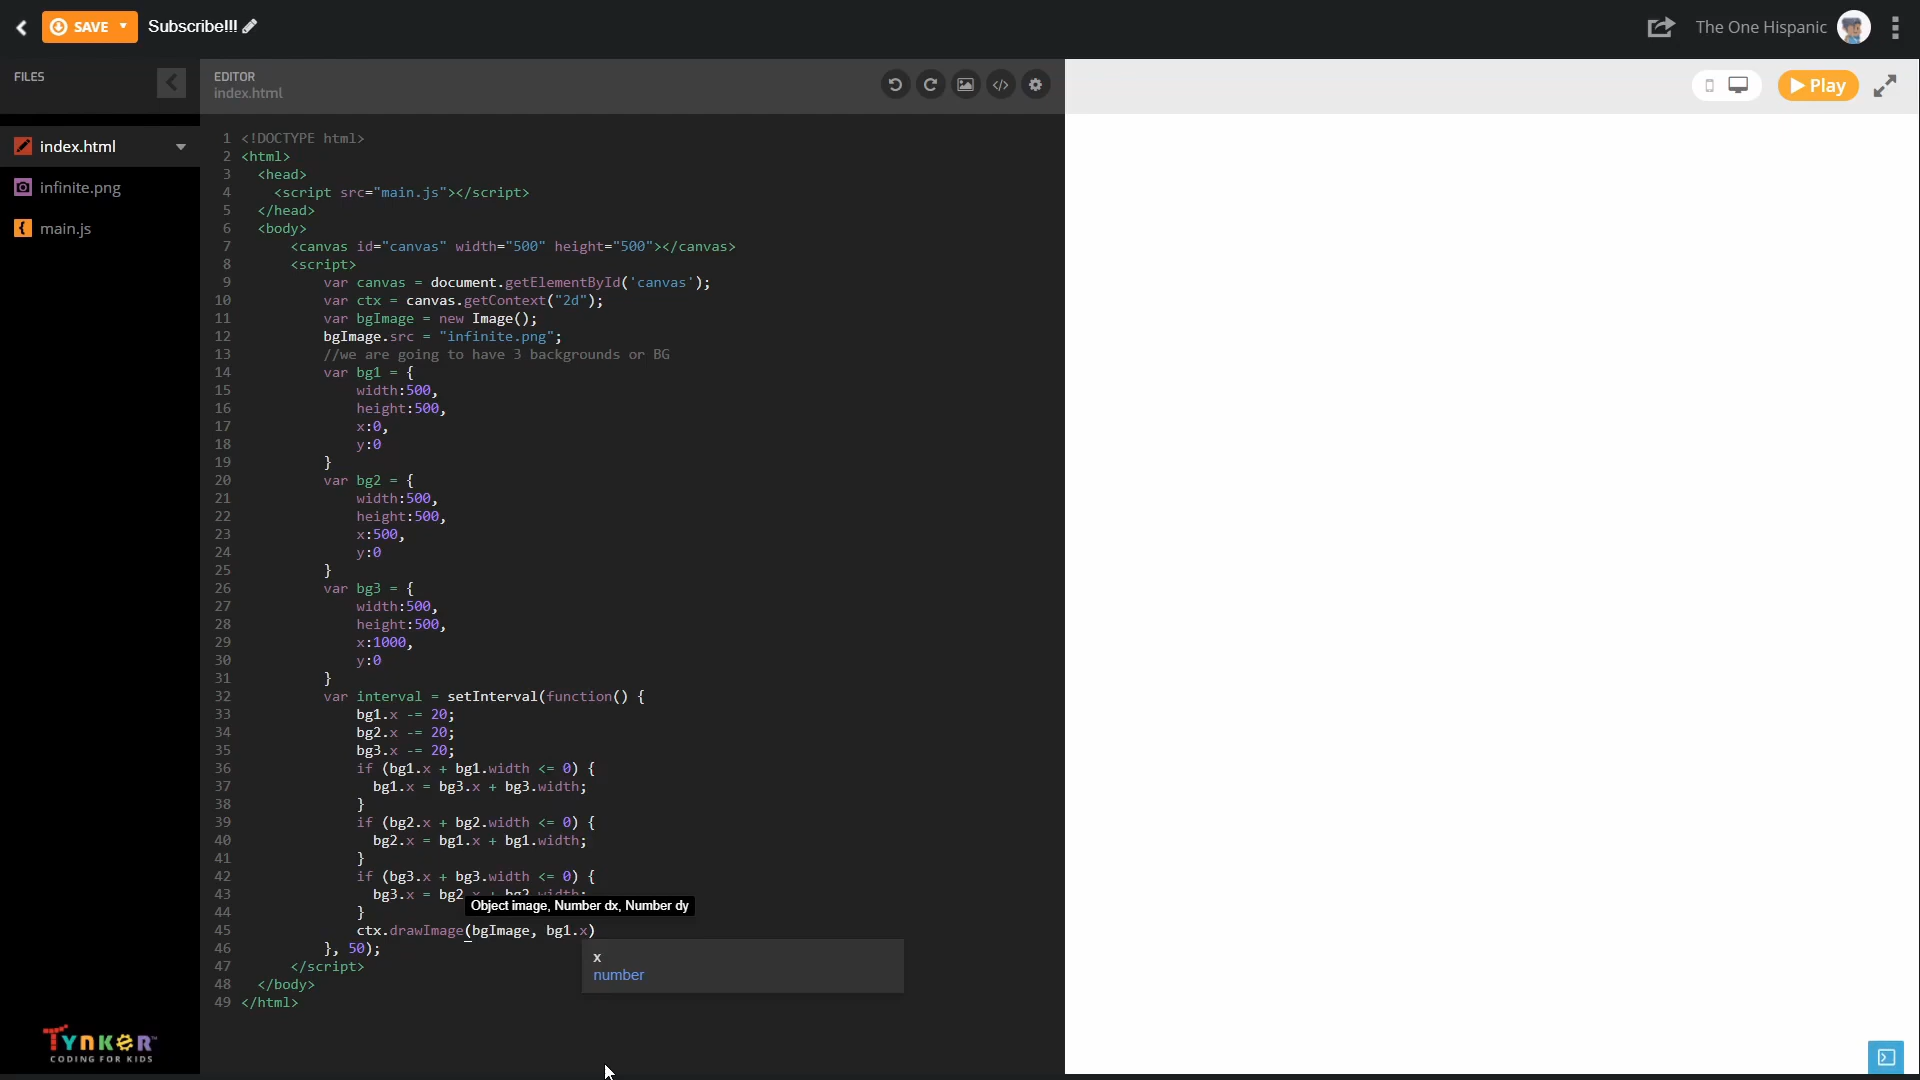 SAVE
Subscribe!!!
The One Hispanic
FILES
EDITOR
index.html
Play
index.html
infinite.png
main.js
1 <!DOCTYPE html>
2 <html>
3 <head>
4 <script src="main.js"></script>
5 </head>
6 <body>
7 <canvas id="canvas" width="500" height="500"></canvas>
8 <script>
9 var canvas = document.getElementById('canvas');
10 var ctx = canvas.getContext("2d");
11 var bgImage = new Image();
12 bgImage.src = "infinite.png";
13 //we are going to have 3 backgrounds or BG
14 var bg1 = {
15 width:500,
16 height:500,
17 x:0,
18 y:0
19 }
20 var bg2 = {
21 width:500,
22 height:500,
23 x:500,
24 y:0
25 }
26 var bg3 = {
27 width:500,
28 height:500,
29 x:1000,
30 y:0
31 }
32 var interval = setInterval(function() {
33 bg1.x -= 20;
34 bg2.x -= 20;
35 bg3.x -= 20;
36 if (bg1.x + bg1.width <= 0) {
37 bg1.x = bg3.x + bg3.width;
38 }
39 if (bg2.x + bg2.width <= 0) {
40 bg2.x = bg1.x + bg1.width;
41 }
42 if (bg3.x + bg3.width <= 0) {
43 bg3.x = bg2.x + bg2.width;
Object image, Number dx, Number dy
44 }
45 ctx.drawImage(bgImage, bg1.x)
46 }, 50);
x
number
47 </script>
48 </body>
49 </html>
TYNKER
CODING FOR KIDS